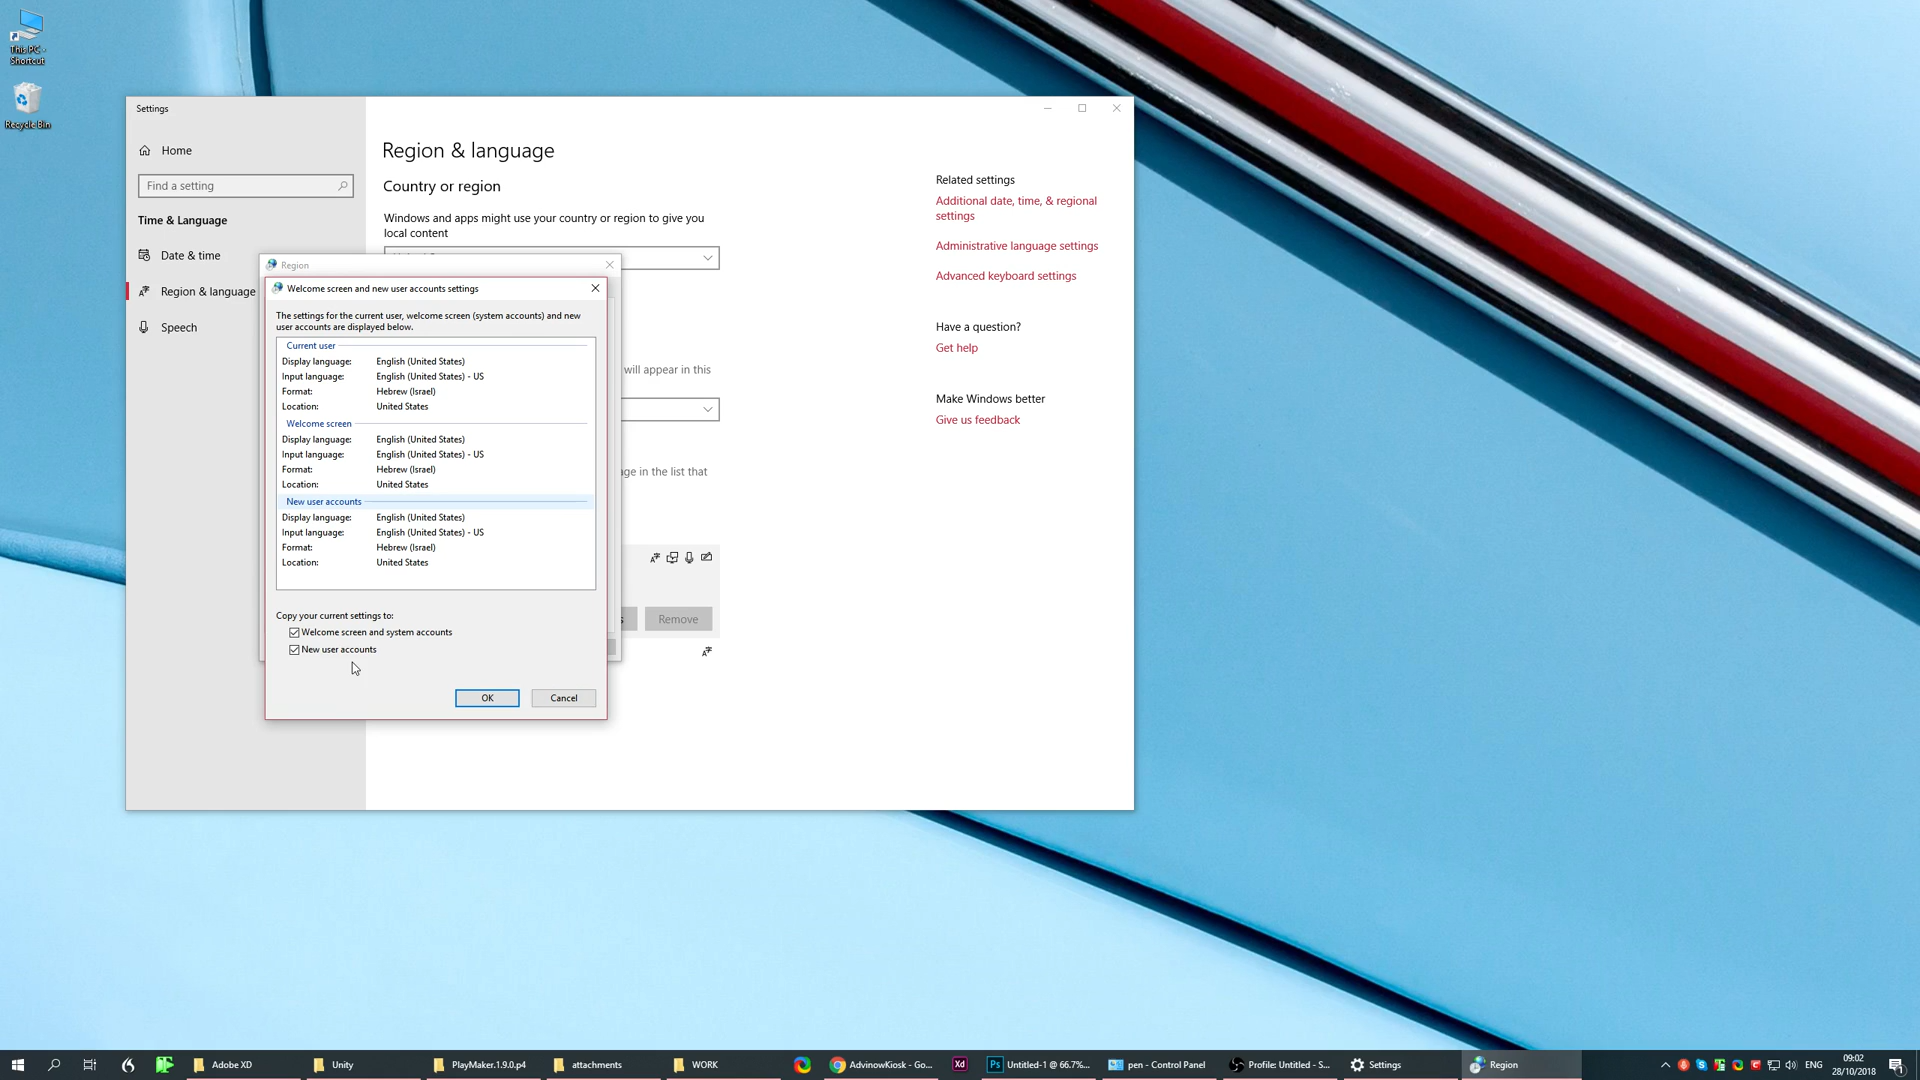 This PC -
Shortcut
Recycle Bin
Settings
Home
Find a setting
Time & Language
Date & time
Region & language
Speech
Region & language
Country or region
Windows and apps might use your country or region to give you
local content
will appear in this
ge in the list that
Remove
Related settings
Additional date, time, & regional
settings
Administrative language settings
Advanced keyboard settings
Have a question?
Get help
Make Windows better
Give us feedback
Region
Welcome screen and new user accounts settings
The settings for the current user, welcome screen (system accounts) and new
user accounts are displayed below.
Current user
Display language: English (United States)
Input language: English (United States) - US
Format: Hebrew (Israel)
Location: United States
Welcome screen
Display language: English (United States)
Input language: English (United States) - US
Format: Hebrew (Israel)
Location: United States
New user accounts
Display language: English (United States)
Input language: English (United States) - US
Format: Hebrew (Israel)
Location: United States
Copy your current settings to:
Welcome screen and system accounts
New user accounts
OK Cancel
Adobe XD Unity PlayMaker.1.9.0.p4 attachments WORK AdvinowKiosk - Go... Xd Ps Untitled-1 @ 66.7%... pen - Control Panel Profile: Untitled - S... Settings Region ENG 09:02
28/10/2018